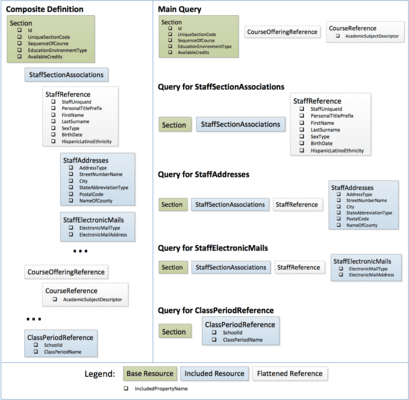 Composite Definition
Section
Id
UniqueSectionCode
SequenceOfCourse
EducationEnvironmentType
AvailableCredits
StaffSectionAssociations
StaffReference
StaffUniqueId
PersonalTitlePrefix
FirstName
LastSurname
SexType
BirthDate
HispanicLatinoEthnicity
StaffAddresses
AddressType
StreetNumberName
City
StateAbbreviationType
PostalCode
NameOfCounty
StaffElectronicMails
ElectronicMailType
ElectronicMailAddress
...
CourseOfferingReference
CourseReference
AcademicSubjectDescriptor
...
ClassPeriodReference
SchoolId
ClassPeriodName
Main Query
Section
Id
UniqueSectionCode
SequenceOfCourse
EducationEnvironmentType
AvailableCredits
CourseOfferingReference
CourseReference
AcademicSubjectDescriptor
Query for StaffSectionAssociations
Section
StaffSectionAssociations
StaffReference
StaffUniqueId
PersonalTitlePrefix
FirstName
LastSurname
SexType
BirthDate
HispanicLatinoEthnicity
Query for StaffAddresses
Section
StaffSectionAssociations
StaffReference
StaffAddresses
AddressType
StreetNumberName
City
StateAbbreviationType
PostalCode
NameOfCounty
Query for StaffElectronicMails
Section
StaffSectionAssociations
StaffReference
StaffElectronicMails
ElectronicMailType
ElectronicMailAddress
Query for ClassPeriodReference
Section
ClassPeriodReference
SchoolId
ClassPeriodName
Legend: Base Resource Included Resource Flattened Reference
IncludedPropertyName